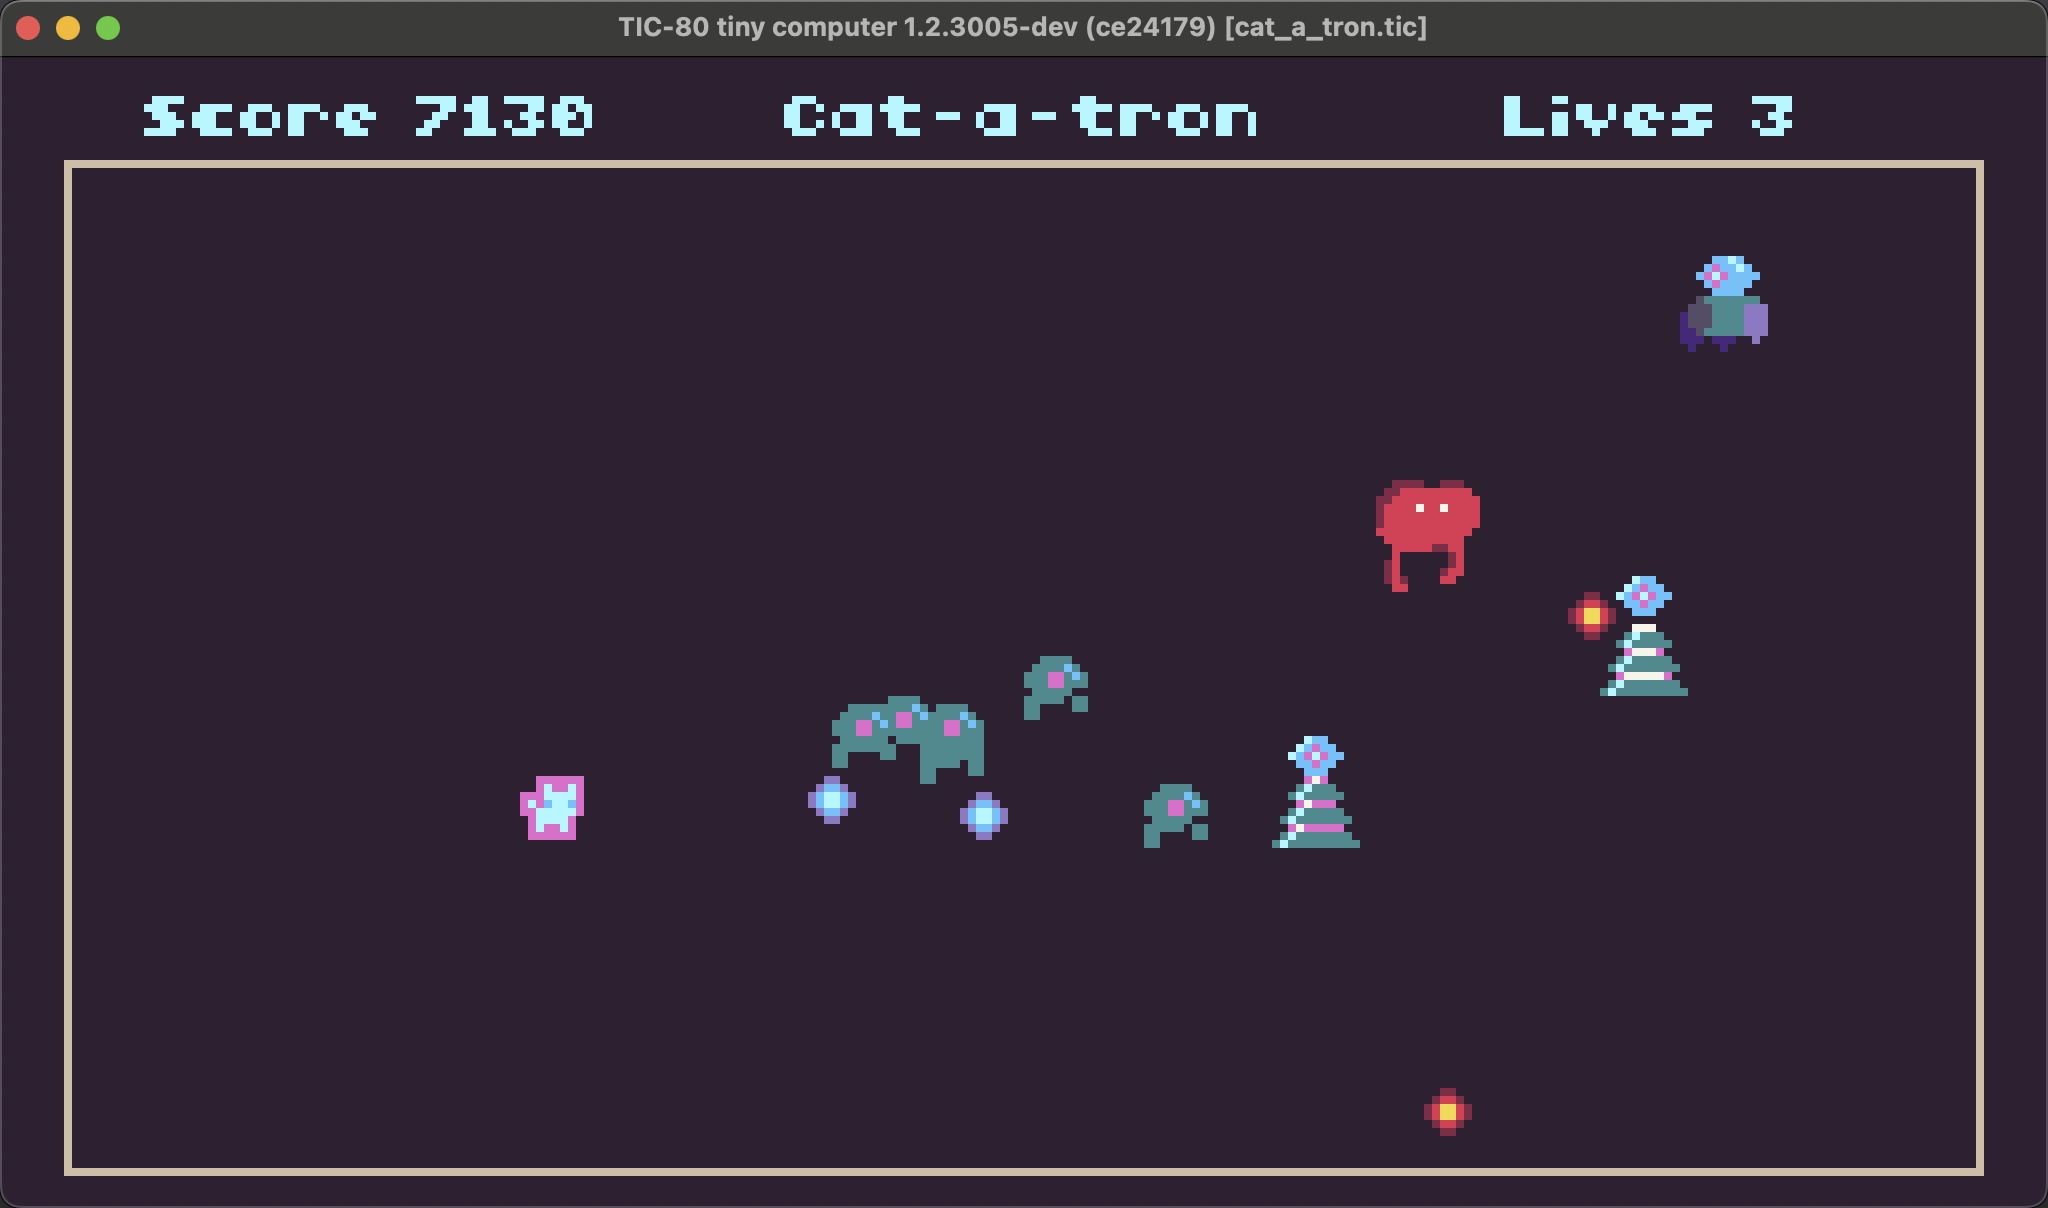 TIC-80 tiny computer 1.2.3005-dev (ce24179) [cat_a_tron.tic]
Score 7130 Cat-a-tron Lives 3